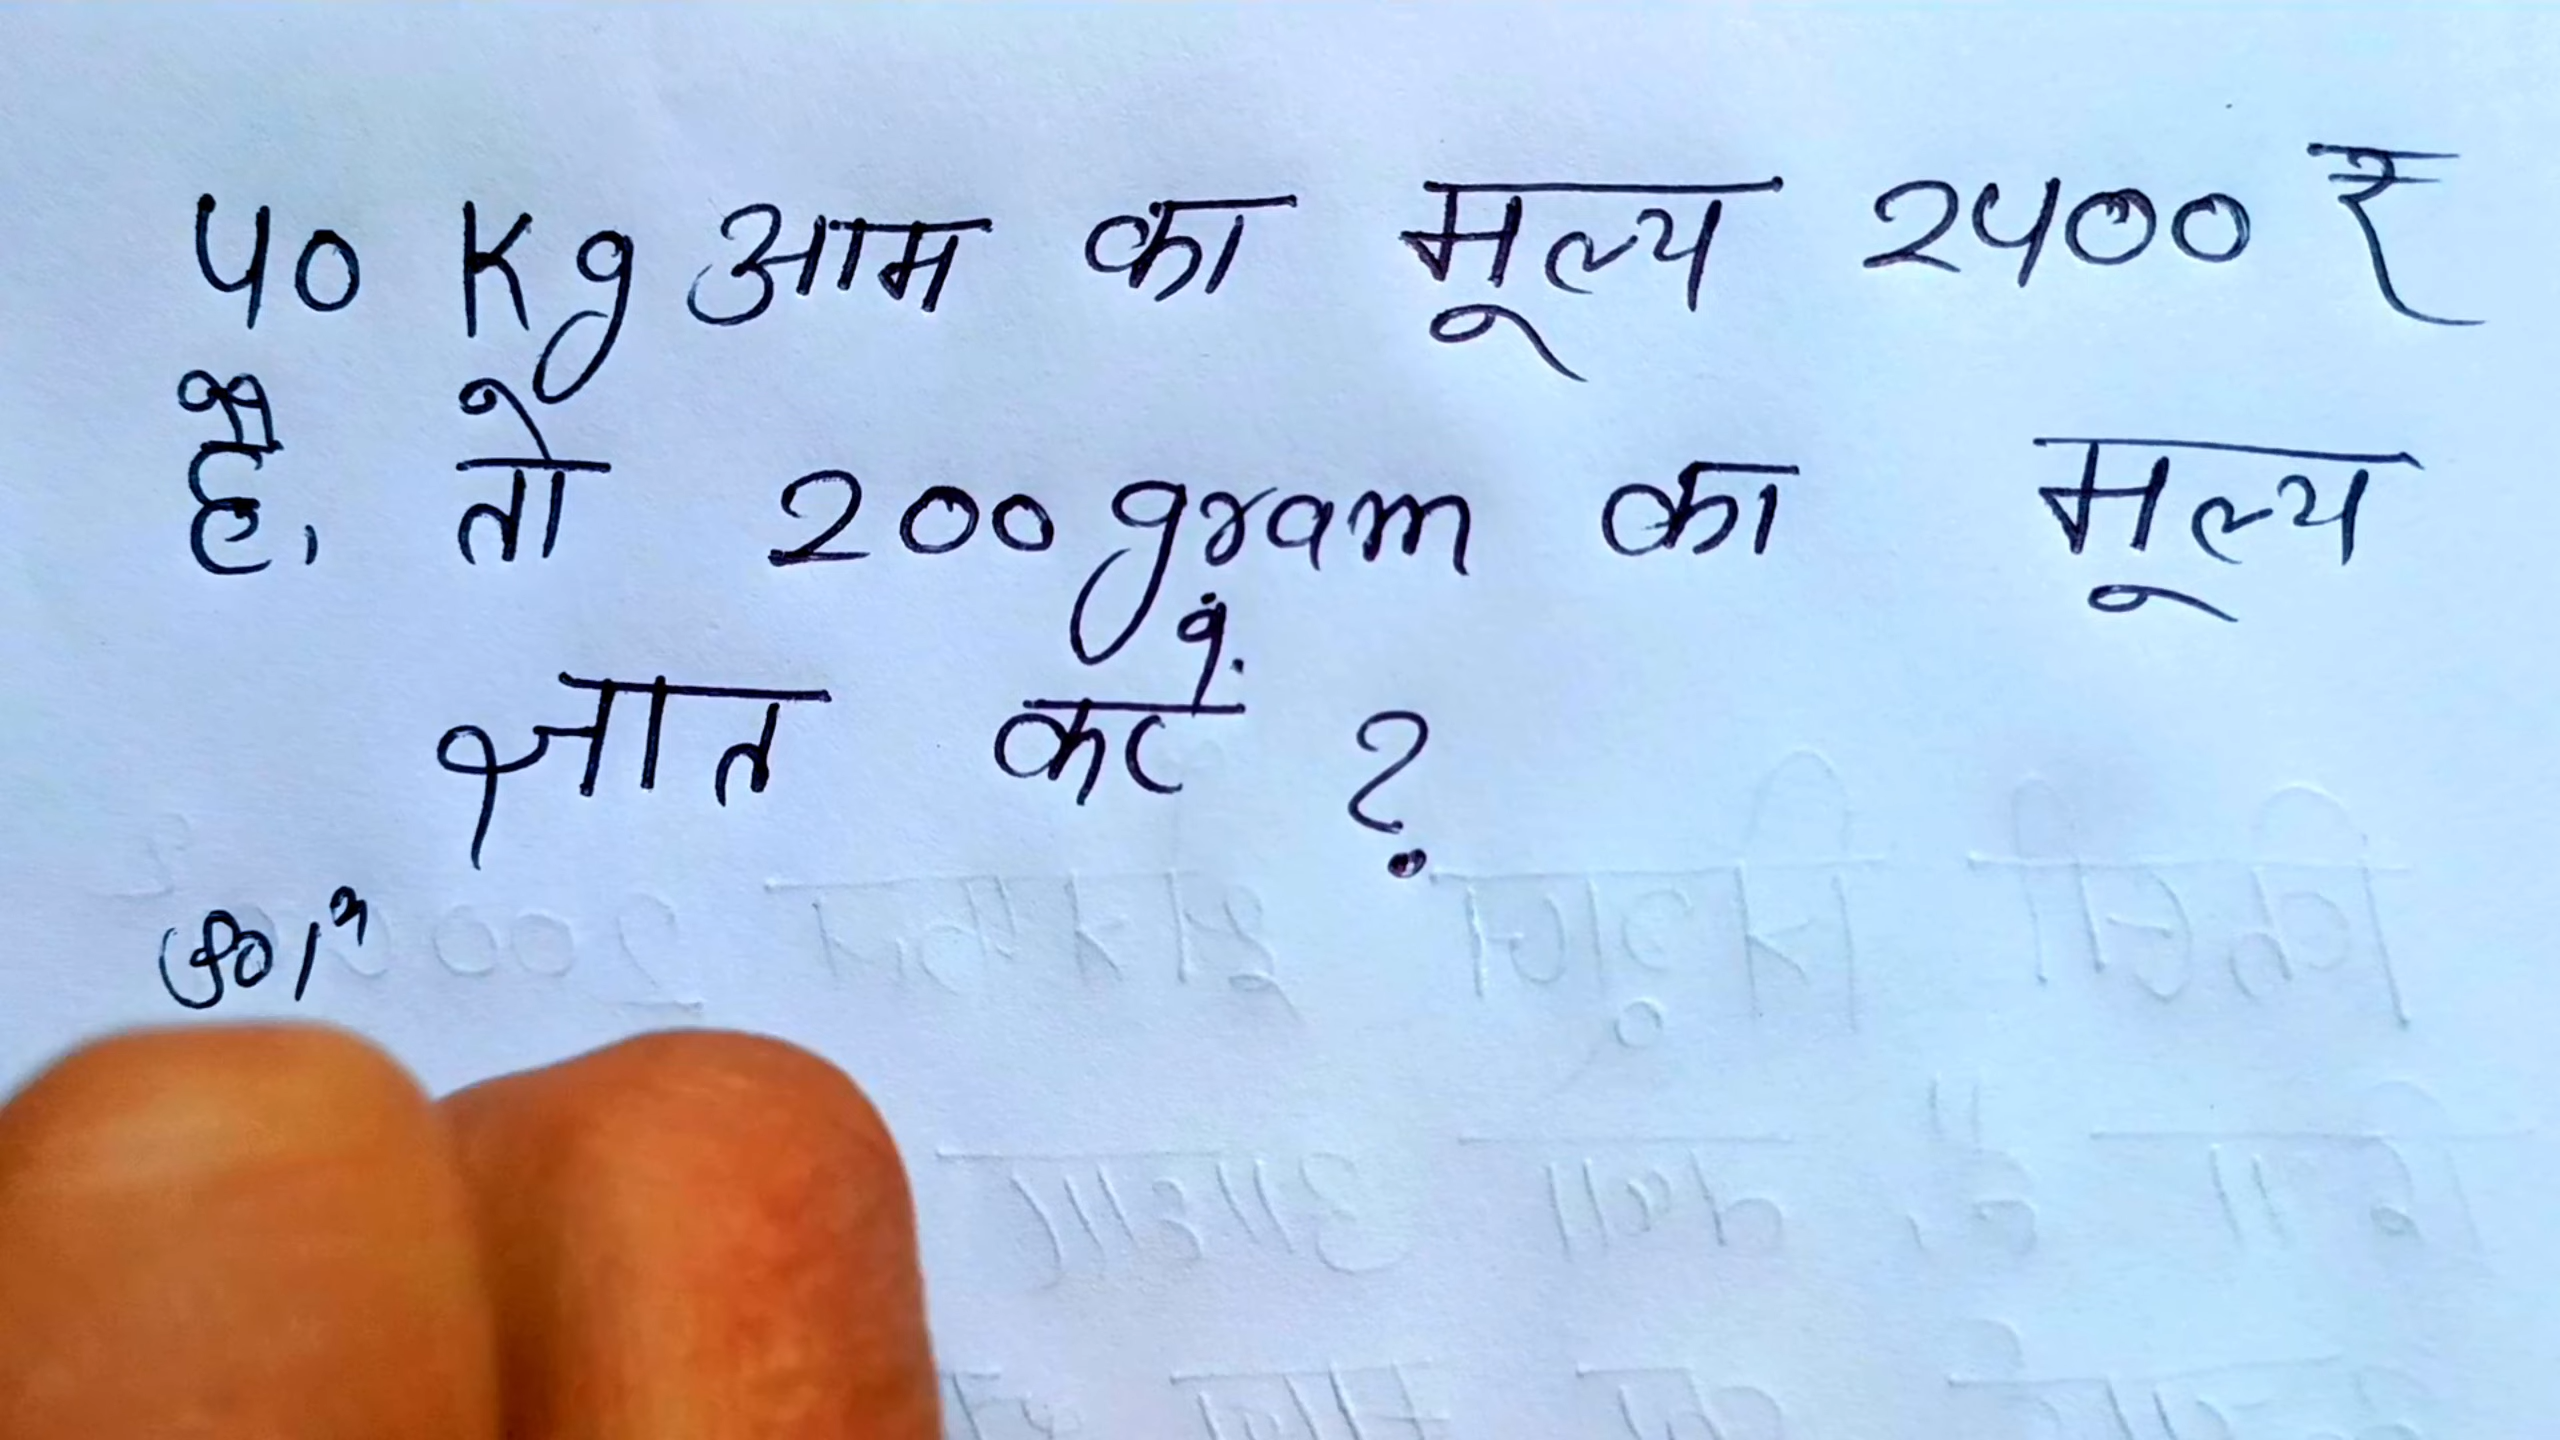 40 Kg आम का मूल्य 2400 ₹
है, तो 200 gram का मूल्य
ज्ञात करें ?